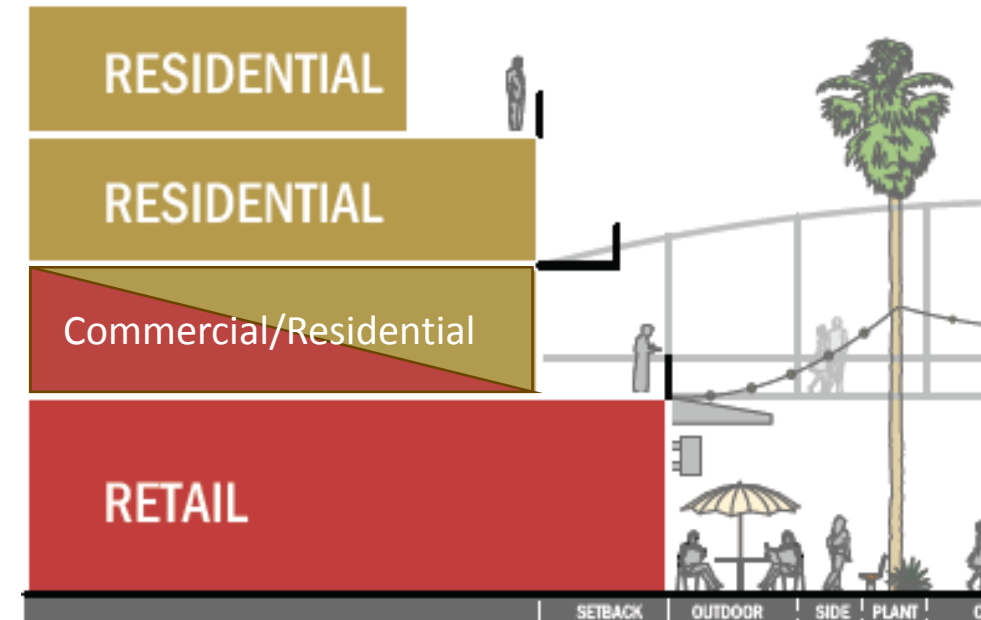 RESIDENTIAL
RESIDENTIAL
Commercial/Residential
RETAIL
SETBACK OUTDOOR SIDE PLANT